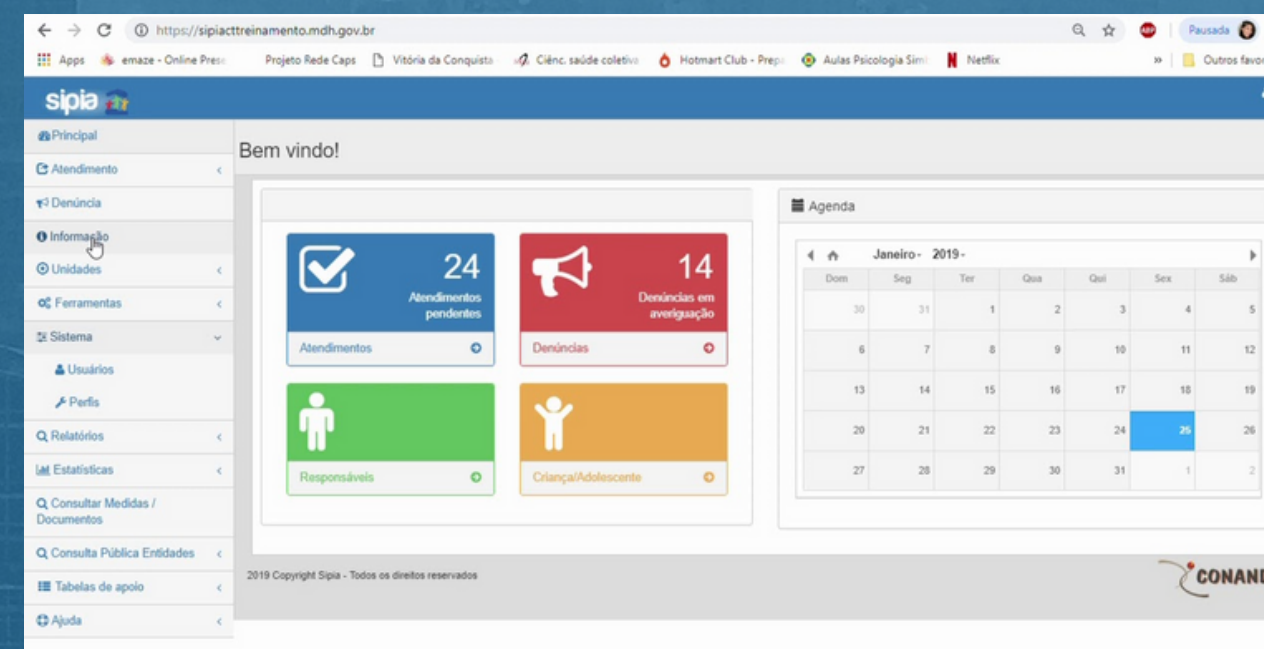 https://sipiacttreinamento.mdh.gov.br
Pausada
Apps emaze - Online Prese Projeto Rede Caps Vitória da Conquista Ciênc. saúde coletiva Hotmart Club - Prep Aulas Psicologia Sim Netflix » Outros favor
sipia
Principal
Bem vindo!
Atendimento
Denúncia
Informação
Unidades
Ferramentas
Sistema
Usuários
Perfis
Relatórios
Estatísticas
Consultar Medidas /
Documentos
Consulta Pública Entidades
Tabelas de apoio
Ajuda
24
Atendimentos
pendentes
Atendimentos
14
Denúncias em
averiguação
Denúncias
Responsáveis
Criança/Adolescente
Agenda
Janeiro - 2019 -
Dom Seg Ter Qua Qui Sex Sáb
30 31 1 2 3 4 5
6 7 8 9 10 11 12
13 14 15 16 17 18 19
20 21 22 23 24 25 26
27 28 29 30 31 1 2
2019 Copyright Sipia - Todos os direitos reservados
CONAND